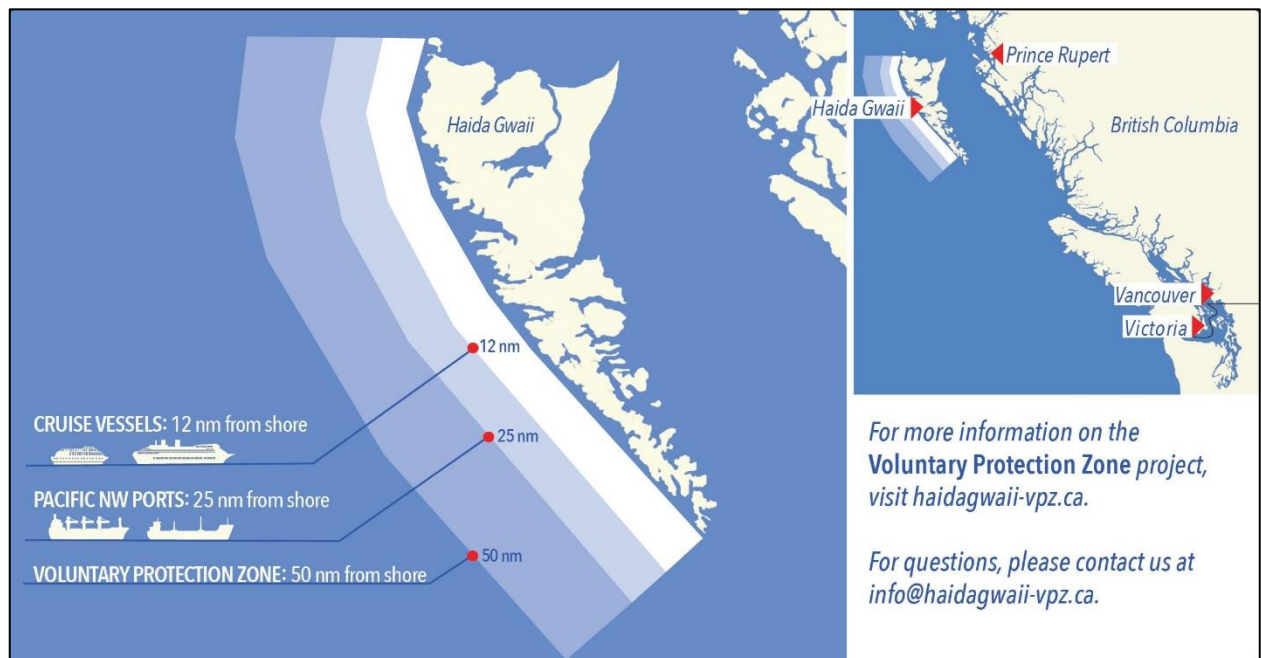 Haida Gwaii
12 nm
25 nm
50 nm
CRUISE VESSELS: 12 nm from shore
PACIFIC NW PORTS: 25 nm from shore
VOLUNTARY PROTECTION ZONE: 50 nm from shore
Prince Rupert
Haida Gwaii
British Columbia
Vancouver
Victoria
For more information on the
Voluntary Protection Zone project,
visit haidagwaii-vpz.ca.
For questions, please contact us at
info@haidagwaii-vpz.ca.